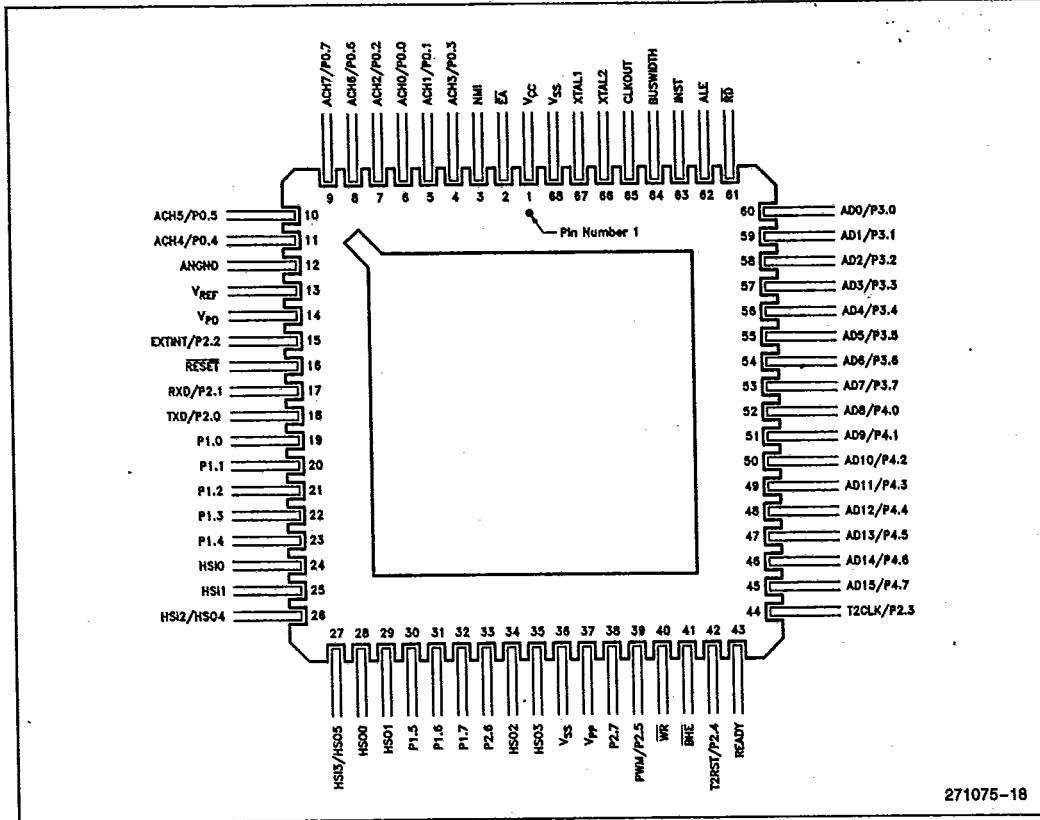 ACH7/P0.7
ACH6/P0.6
ACH2/P0.2
ACH0/P0.0
ACH1/P0.1
ACH3/P0.3
NMI
E̅A̅
VCC
VSS
XTAL1
XTAL2
CLKOUT
BUSWIDTH
INST
ALE
R̅D̅
9
8
7
6
5
4
3
2
1
68
67
66
65
64
63
62
61
Pin Number 1
ACH5/P0.5 10
ACH4/P0.4 11
ANGND 12
VREF 13
VPD 14
EXTINT/P2.2 15
R̅E̅S̅E̅T̅ 16
RXD/P2.1 17
TXD/P2.0 18
P1.0 19
P1.1 20
P1.2 21
P1.3 22
P1.4 23
HSI0 24
HSI1 25
HSI2/HSO4 26
60 AD0/P3.0
59 AD1/P3.1
58 AD2/P3.2
57 AD3/P3.3
56 AD4/P3.4
55 AD5/P3.5
54 AD6/P3.6
53 AD7/P3.7
52 AD8/P4.0
51 AD9/P4.1
50 AD10/P4.2
49 AD11/P4.3
48 AD12/P4.4
47 AD13/P4.5
46 AD14/P4.6
45 AD15/P4.7
44 T2CLK/P2.3
27
28
29
30
31
32
33
34
35
36
37
38
39
40
41
42
43
HSI3/HSO5
HSO0
HSO1
P1.5
P1.6
P1.7
P2.6
HSO2
HSO3
VSS
VPP
P2.7
PWM/P2.5
W̅R̅
B̅H̅E̅
T2RST/P2.4
READY
271075-18